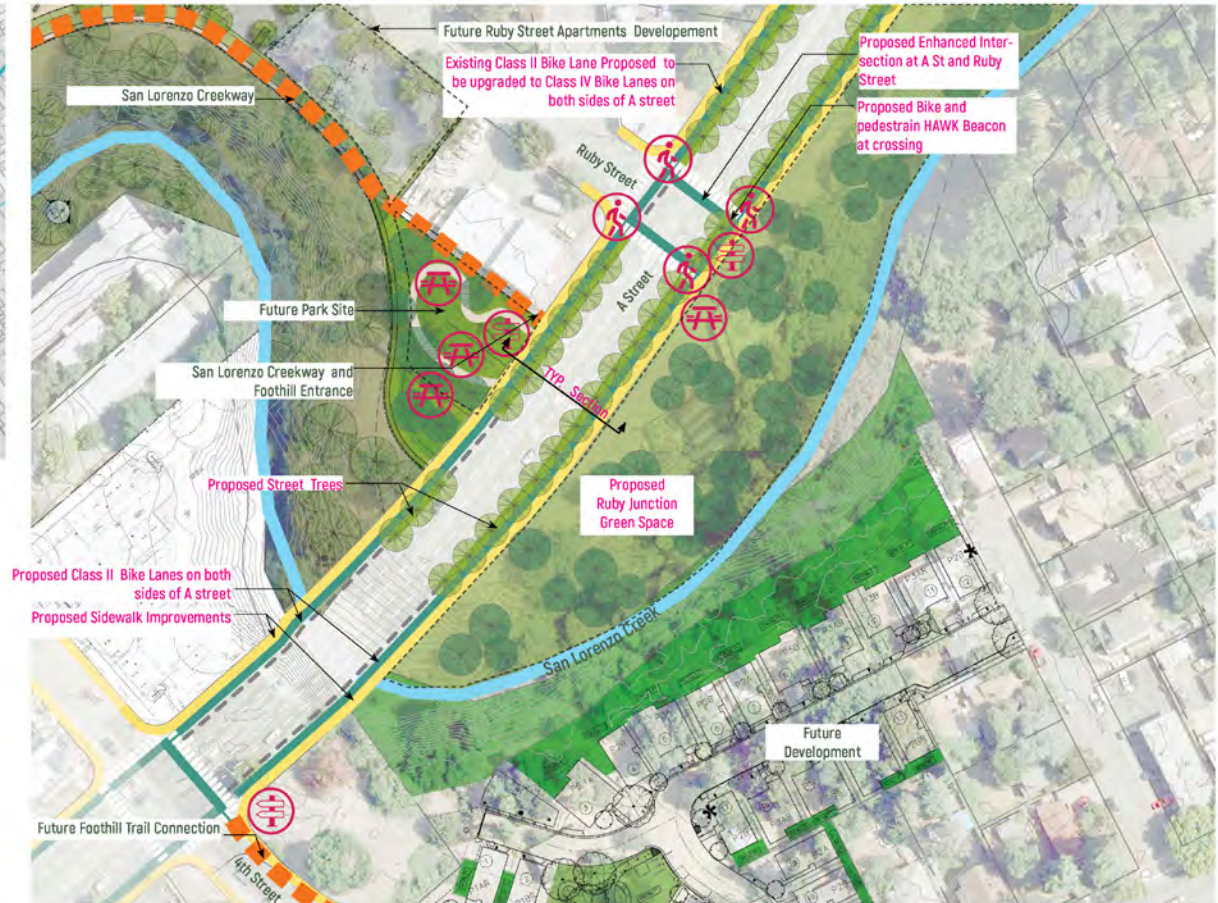 Future Ruby Street Apartments Developement
Existing Class II Bike Lane Proposed to
be upgraded to Class IV Bike Lanes on
both sides of A street
Proposed Enhanced Inter-
section at A St and Ruby
Street
Proposed Bike and
pedestrain HAWK Beacon
at crossing
San Lorenzo Creekway
Ruby Street
A Street
Future Park Site
San Lorenzo Creekway and
Foothill Entrance
TYP. Section
Proposed Street Trees
Proposed
Ruby Junction
Green Space
Proposed Class II Bike Lanes on both
sides of A street
Proposed Sidewalk Improvements
San Lorenzo Creek
Future
Development
Future Foothill Trail Connection
4th Street